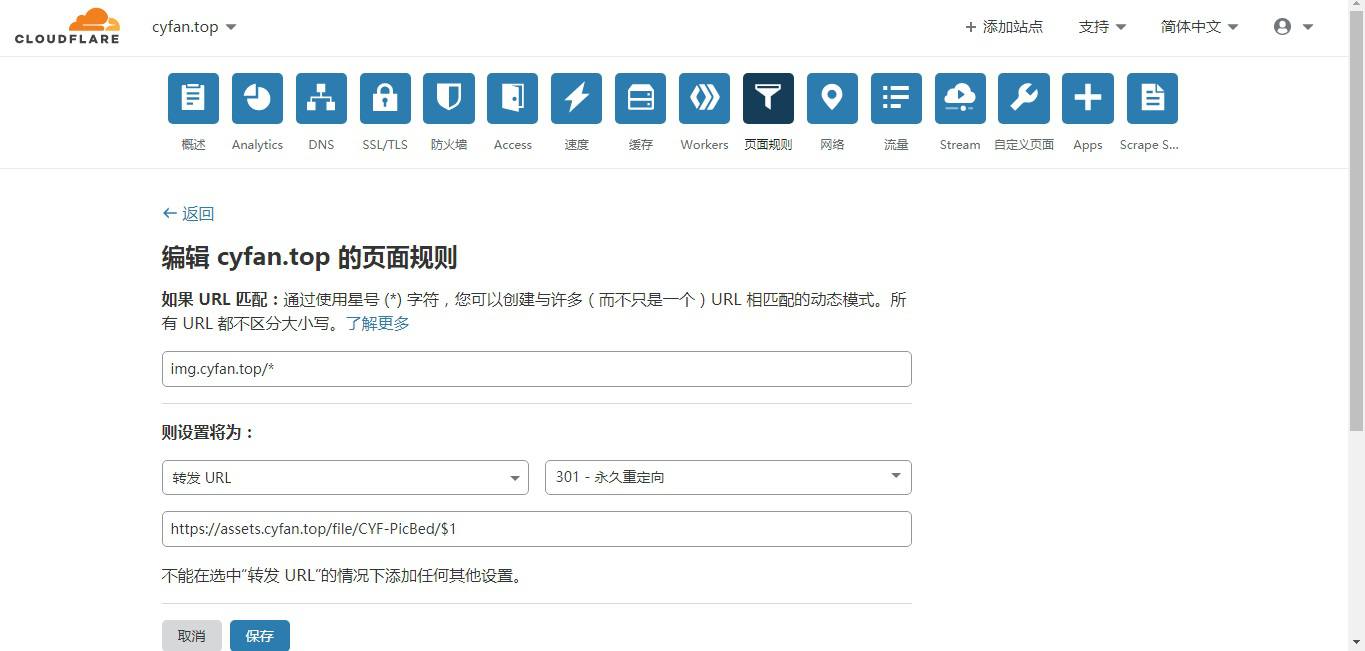 CLOUDFLARE
cyfan.top
+ 添加站点
支持
简体中文
概述
Analytics
DNS
SSL/TLS
防火墙
Access
速度
缓存
Workers
页面规则
网络
流量
Stream
自定义页面
Apps
Scrape S...
← 返回
编辑 cyfan.top 的页面规则
如果 URL 匹配：通过使用星号 (*) 字符，您可以创建与许多（而不只是一个）URL 相匹配的动态模式。所
有 URL 都不区分大小写。了解更多
img.cyfan.top/*
则设置将为：
转发 URL
301 - 永久重定向
https://assets.cyfan.top/file/CYF-PicBed/$1
不能在选中“转发 URL”的情况下添加任何其他设置。
取消
保存